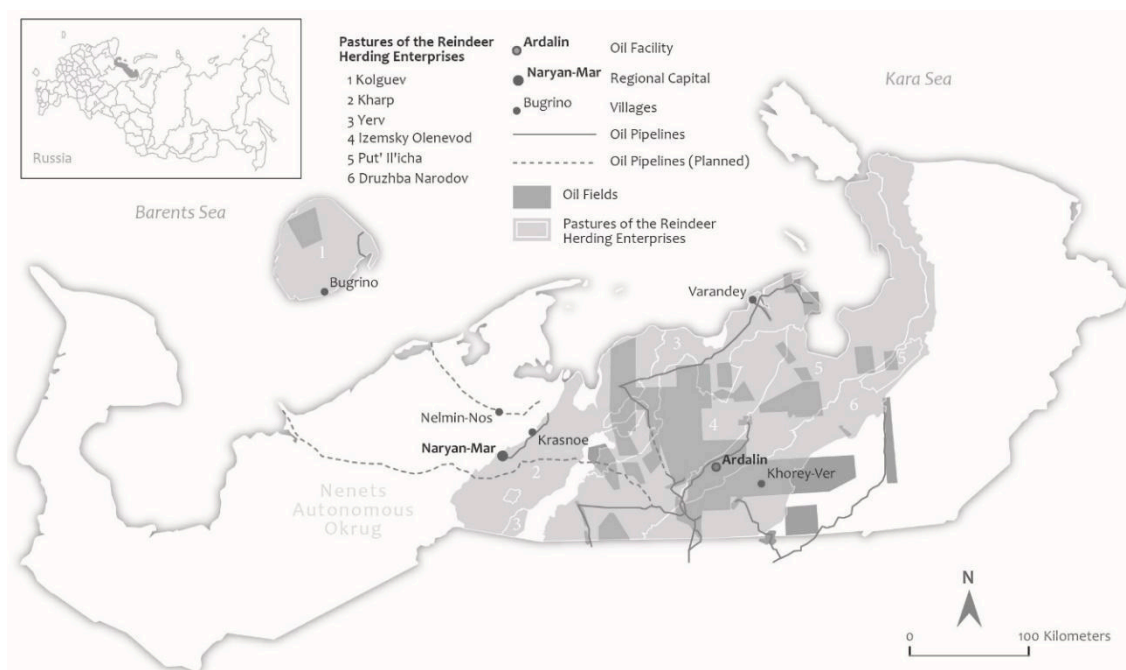 Russia
Pastures of the Reindeer
Herding Enterprises
1 Kolguev
2 Kharp
3 Yerv
4 Izemsky Olenevod
5 Put' Il'icha
6 Druzhba Narodov
Ardalin
Oil Facility
Naryan-Mar
Regional Capital
Bugrino
Villages
Oil Pipelines
Oil Pipelines (Planned)
Oil Fields
Pastures of the Reindeer
Herding Enterprises
Kara Sea
Barents Sea
1
Bugrino
Varandey
3
5
5
6
4
Nelmin-Nos
Krasnoe
Naryan-Mar
2
Ardalin
Khorey-Ver
Nenets
Autonomous
Okrug
3
N
0
100 Kilometers